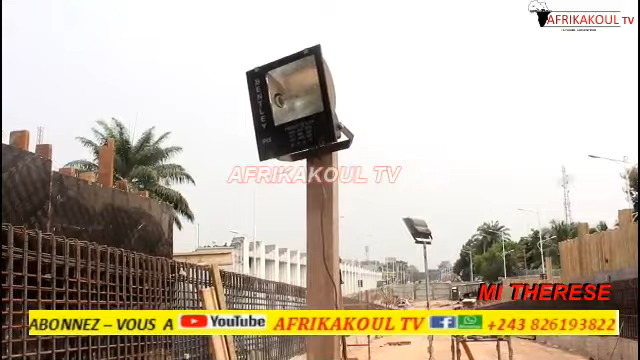 AFRIKAKOUL TV
BENTLEY
AFRIKAKOUL TV
MI THERESE
ABONNEZ – VOUS A YouTube AFRIKAKOUL TV +243 826193822